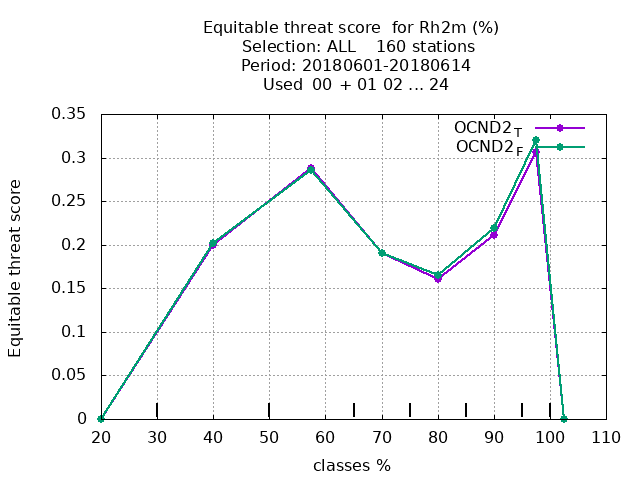 Equitable threat score  for Rh2m (%)
Selection: ALL    160 stations
Period: 20180601-20180614
Used  00 + 01 02 ... 24
OCND2_T
OCND2_F
Equitable threat score
0.35
0.3
0.25
0.2
0.15
0.1
0.05
0
20 30 40 50 60 70 80 90 100 110
classes %